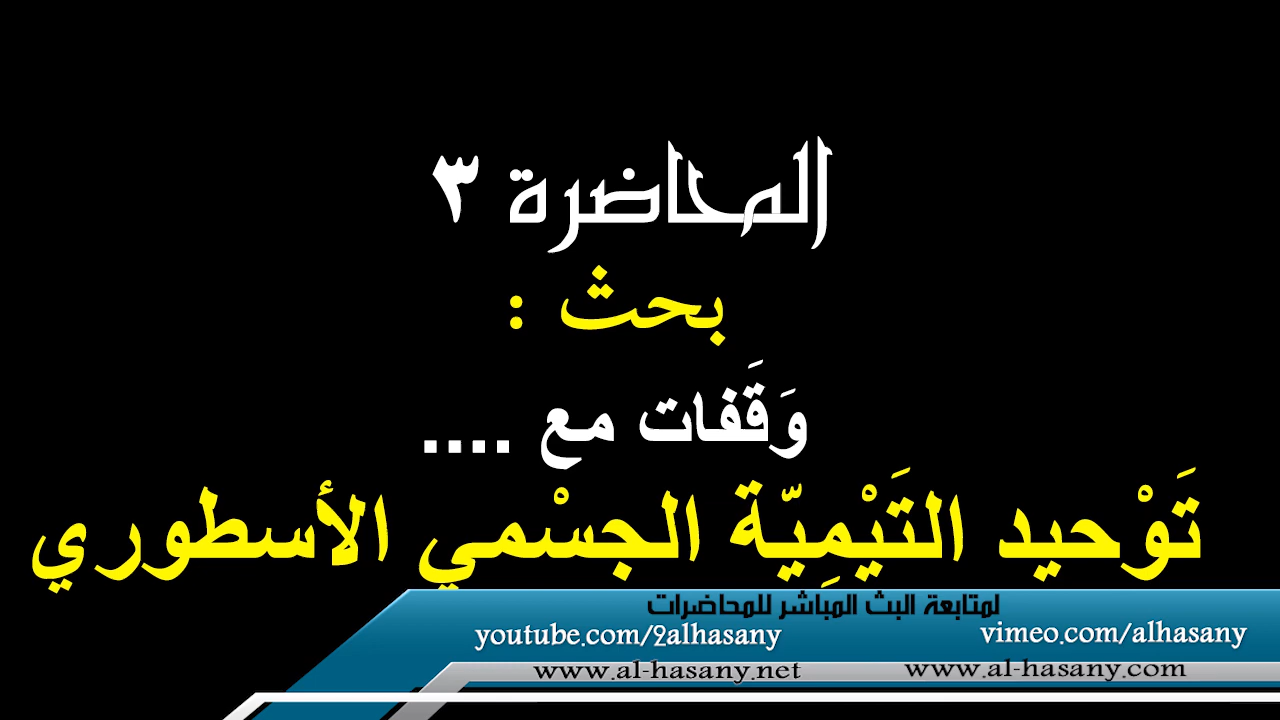 المحاضرة ٣
بحث :
وَقَفات مع ....
تَوْحيد التَيْمِيّة الجسْمي الأسطوري
لمتابعة البث المباشر للمحاضرات
youtube.com/2alhasany
vimeo.com/alhasany
www.al-hasany.net
www.al-hasany.com